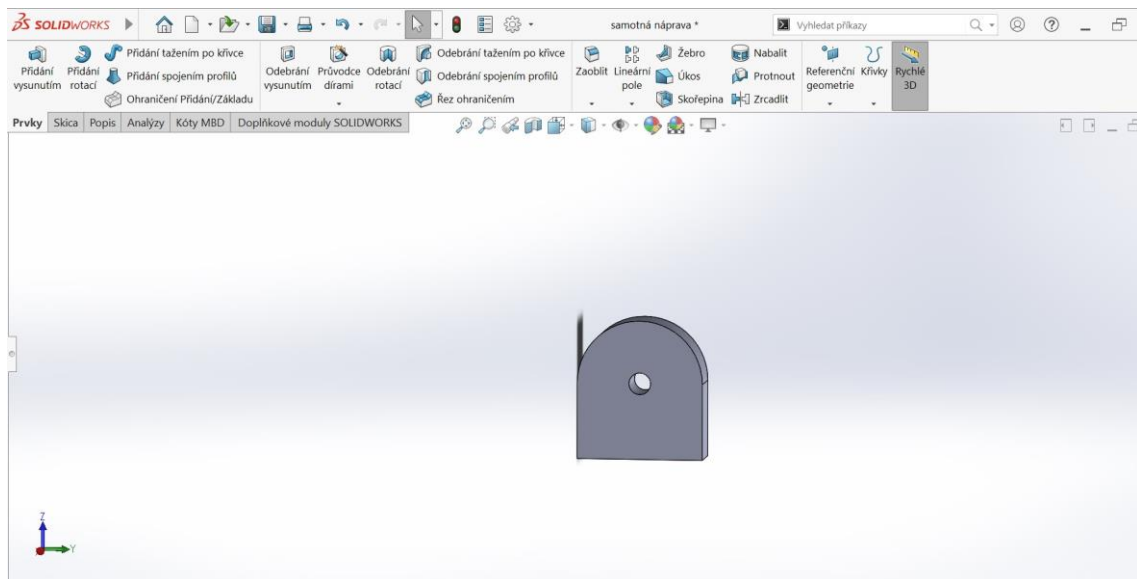 SOLIDWORKS
samotná náprava *
Vyhledat příkazy
Přidání vysunutím
Přidání rotací
Přidání tažením po křivce
Přidání spojením profilů
Ohraničení Přidání/Základu
Odebrání vysunutím
Průvodce dírami
Odebrání rotací
Odebrání tažením po křivce
Odebrání spojením profilů
Řez ohraničením
Zaoblit
Lineární pole
Žebro
Úkos
Skořepina
Nabalit
Protnout
Zrcadlit
Referenční geometrie
Křivky
Rychlé 3D
Prvky
Skica
Popis
Analýzy
Kóty MBD
Doplňkové moduly SOLIDWORKS
Z
Y